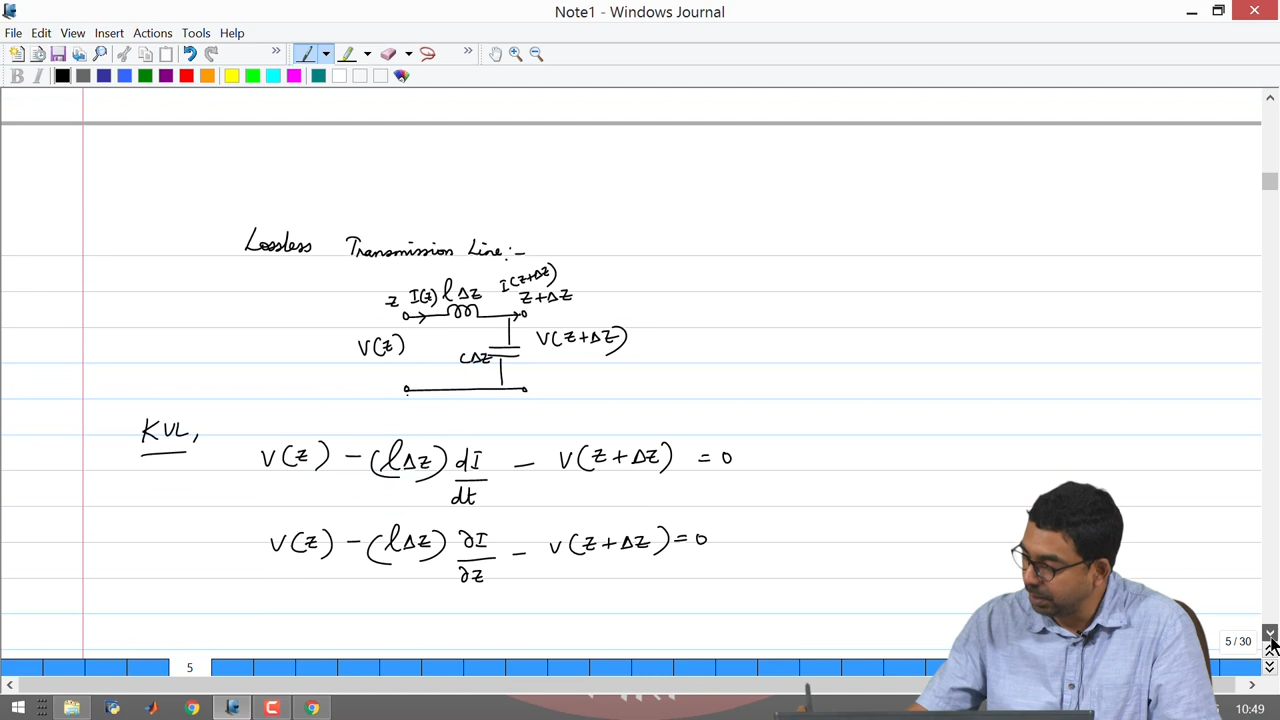 Note1 - Windows Journal
File Edit View Insert Actions Tools Help
B I
Lossless Transmission Line:-
z I(z) lΔz I(z+Δz)
z+Δz
V(z) CΔz V(z+Δz)
KVL,
V(z) - (lΔz) dI/dt - V(z+Δz) = 0
V(z) - (lΔz) ∂I/∂z - V(z+Δz) = 0
5/30
5
10:49